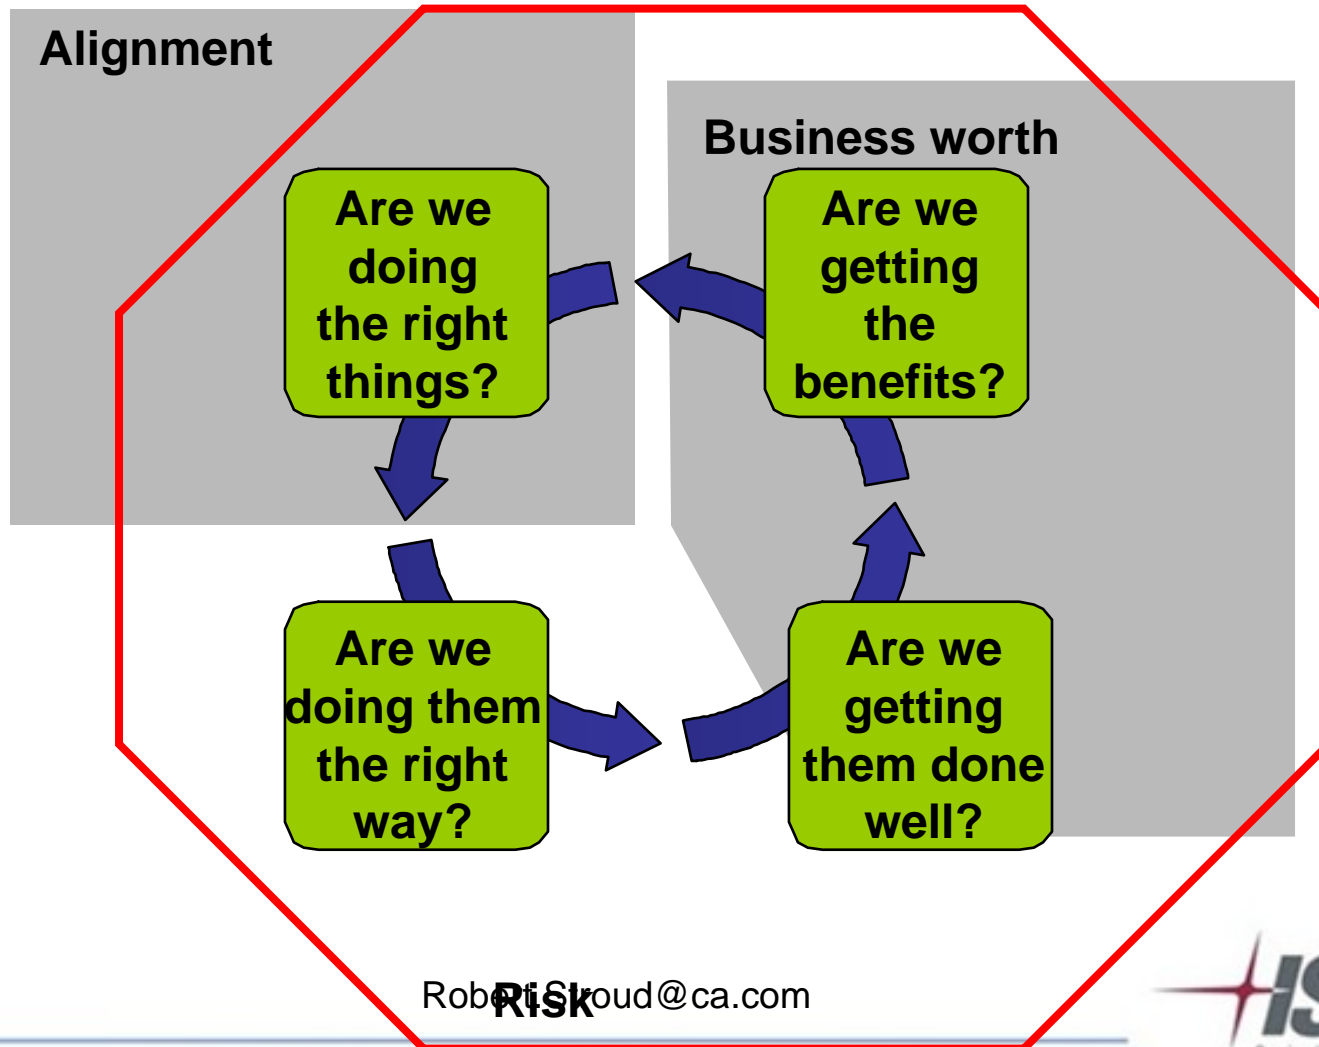 Alignment
Business worth
Are we
doing
the right
things?
Are we
getting
the
benefits?
Are we
doing them
the right
way?
Are we
getting
them done
well?
Risk
Robert.Stroud@ca.com
IS